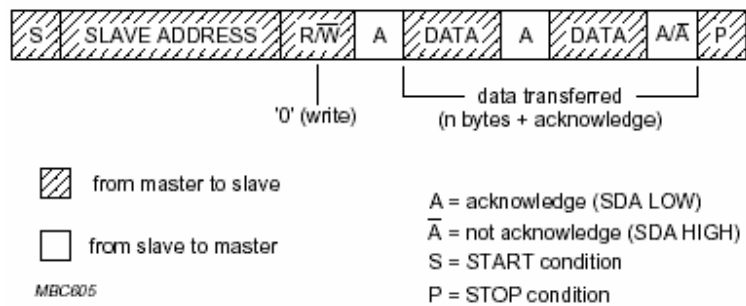 S SLAVE ADDRESS R/W̅ A DATA A DATA A/A̅ P
'0' (write)
data transferred
(n bytes + acknowledge)
from master to slave
from slave to master
A = acknowledge (SDA LOW)
A̅ = not acknowledge (SDA HIGH)
S = START condition
P = STOP condition
MBC605